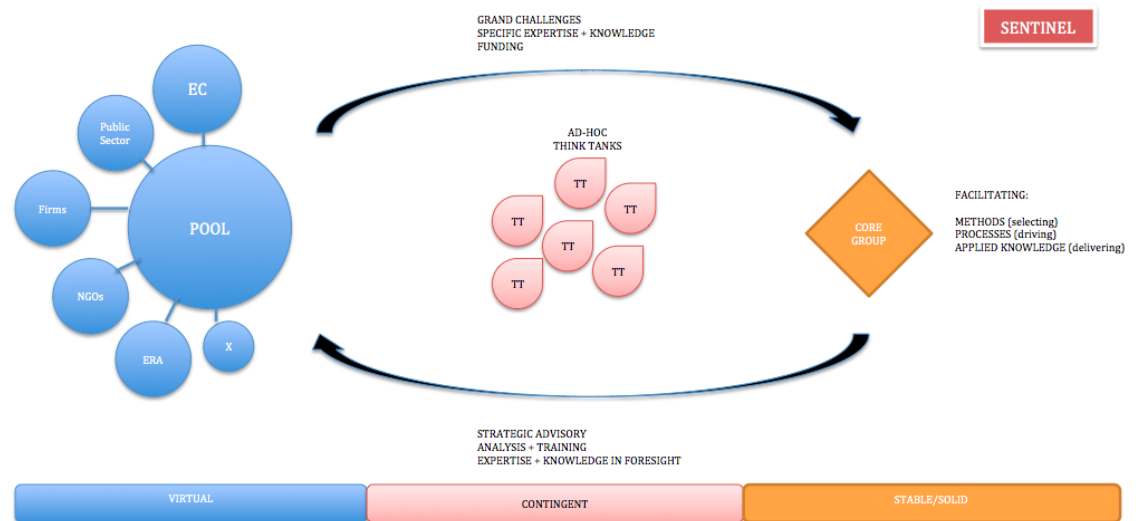 GRAND CHALLENGES
SPECIFIC EXPERTISE + KNOWLEDGE
FUNDING
SENTINEL
EC
Public
Sector
Firms
POOL
NGOs
ERA
X
AD-HOC
THINK TANKS
TT
TT
TT
TT
TT
TT
CORE
GROUP
FACILITATING:
METHODS (selecting)
PROCESSES (driving)
APPLIED KNOWLEDGE (delivering)
STRATEGIC ADVISORY
ANALYSIS + TRAINING
EXPERTISE + KNOWLEDGE IN FORESIGHT
VIRTUAL
CONTINGENT
STABLE/SOLID